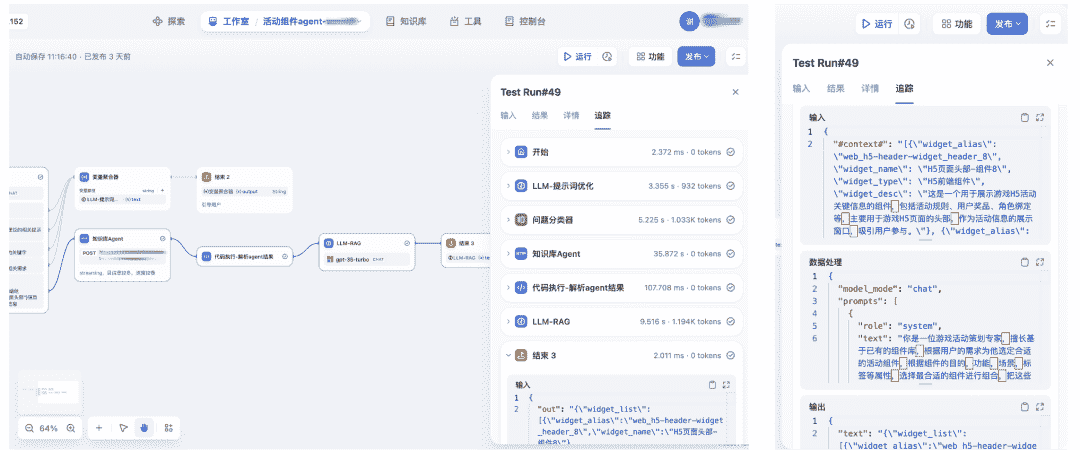 152
探索
工作室 / 活动组件agent-
知识库
工具
控制台
湖
自动保存 11:16:40 · 已发布 3 天前
运行
功能
发布
变量聚合器
变量赋值
string
结束 2
{x}变量聚合器 {x}output String
知识库Agent
POST
代码执行-解析agent结果
LLM-RAG
gpt-35-turbo CHAT
结束 3
64%
Test Run#49
输入 结果 详情 追踪
开始 2.372 ms · 0 tokens
LLM-提示词优化 3.355 s · 932 tokens
问题分类器 5.225 s · 1.033K tokens
知识库Agent 35.872 s · 0 tokens
代码执行-解析agent结果 107.708 ms · 0 tokens
LLM-RAG 9.516 s · 1.194K tokens
结束 3 2.011 ms · 0 tokens
输入
1 {
2 "out": "{\"widget_list\":
[{\"widget_alias\":\"web_h5-header-widget
_header_8\",\"widget_name\":\"H5页面头部-
组件8\"}
运行
功能
发布
Test Run#49
输入 结果 详情 追踪
输入
1 {
2 "#context#": "[{\"widget_alias\":
\"web_h5-header-widget_header_8\",
\"widget_name\": \"H5页面头部-组件8\",
\"widget_type\": \"H5前端组件\",
\"widget_desc\": \"这是一个用于展示游戏H5活动
关键信息的组件，包括活动规则、用户奖品、角色绑定
等，主要用于游戏H5页面的头部，作为活动信息的展示
窗口，吸引用户参与。\"}, {\"widget_alias\":
数据处理
1 {
2 "model_mode": "chat",
3 "prompts": [
4 {
5 "role": "system",
6 "text": "你是一位游戏活动策划专家，擅长基
于已有的组件库，根据用户的需求为他选定合适
的活动组件，根据组件的目的，功能，场景，标
签等属性，选择最合适的组件进行组合，把这些
输出
1 {
2 "text": "{\"widget_list\":
[{\"widget_alias\":\"web_h5-header-widge